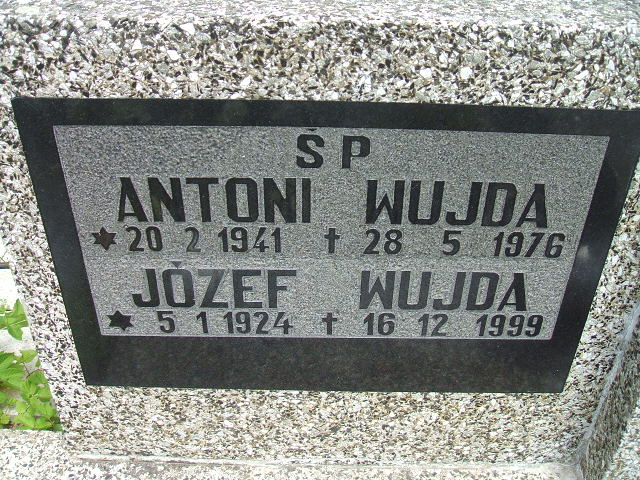 ŚP
ANTONI WUJDA
* 20 2 1941 † 28 5 1976
JÓZEF WUJDA
* 5 1 1924 † 16 12 1999